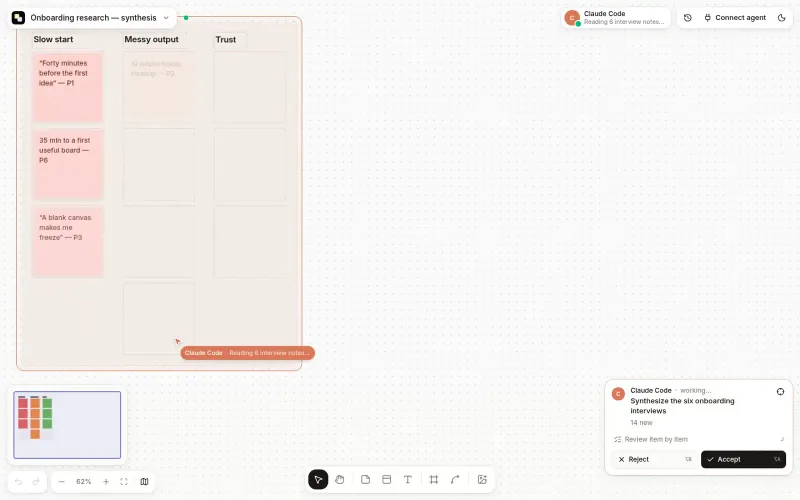 Onboarding research — synthesis
Claude Code
Reading 6 interview notes...
Connect agent
Slow start
Messy output
Trust
"Forty minutes
before the first
idea" — P1
35 min to a first
useful board —
P6
"A blank canvas
makes me
freeze" — P3
Claude Code · Reading 6 interview notes...
C
Claude Code · working...
Synthesize the six onboarding
interviews
14 new
Review item by item
Reject
Accept
62%